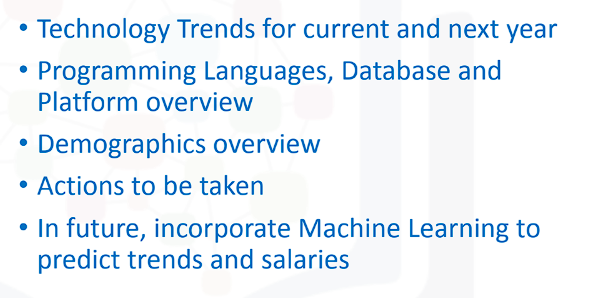 • Technology Trends for current and next year
• Programming Languages, Database and
Platform overview
• Demographics overview
• Actions to be taken
• In future, incorporate Machine Learning to
predict trends and salaries